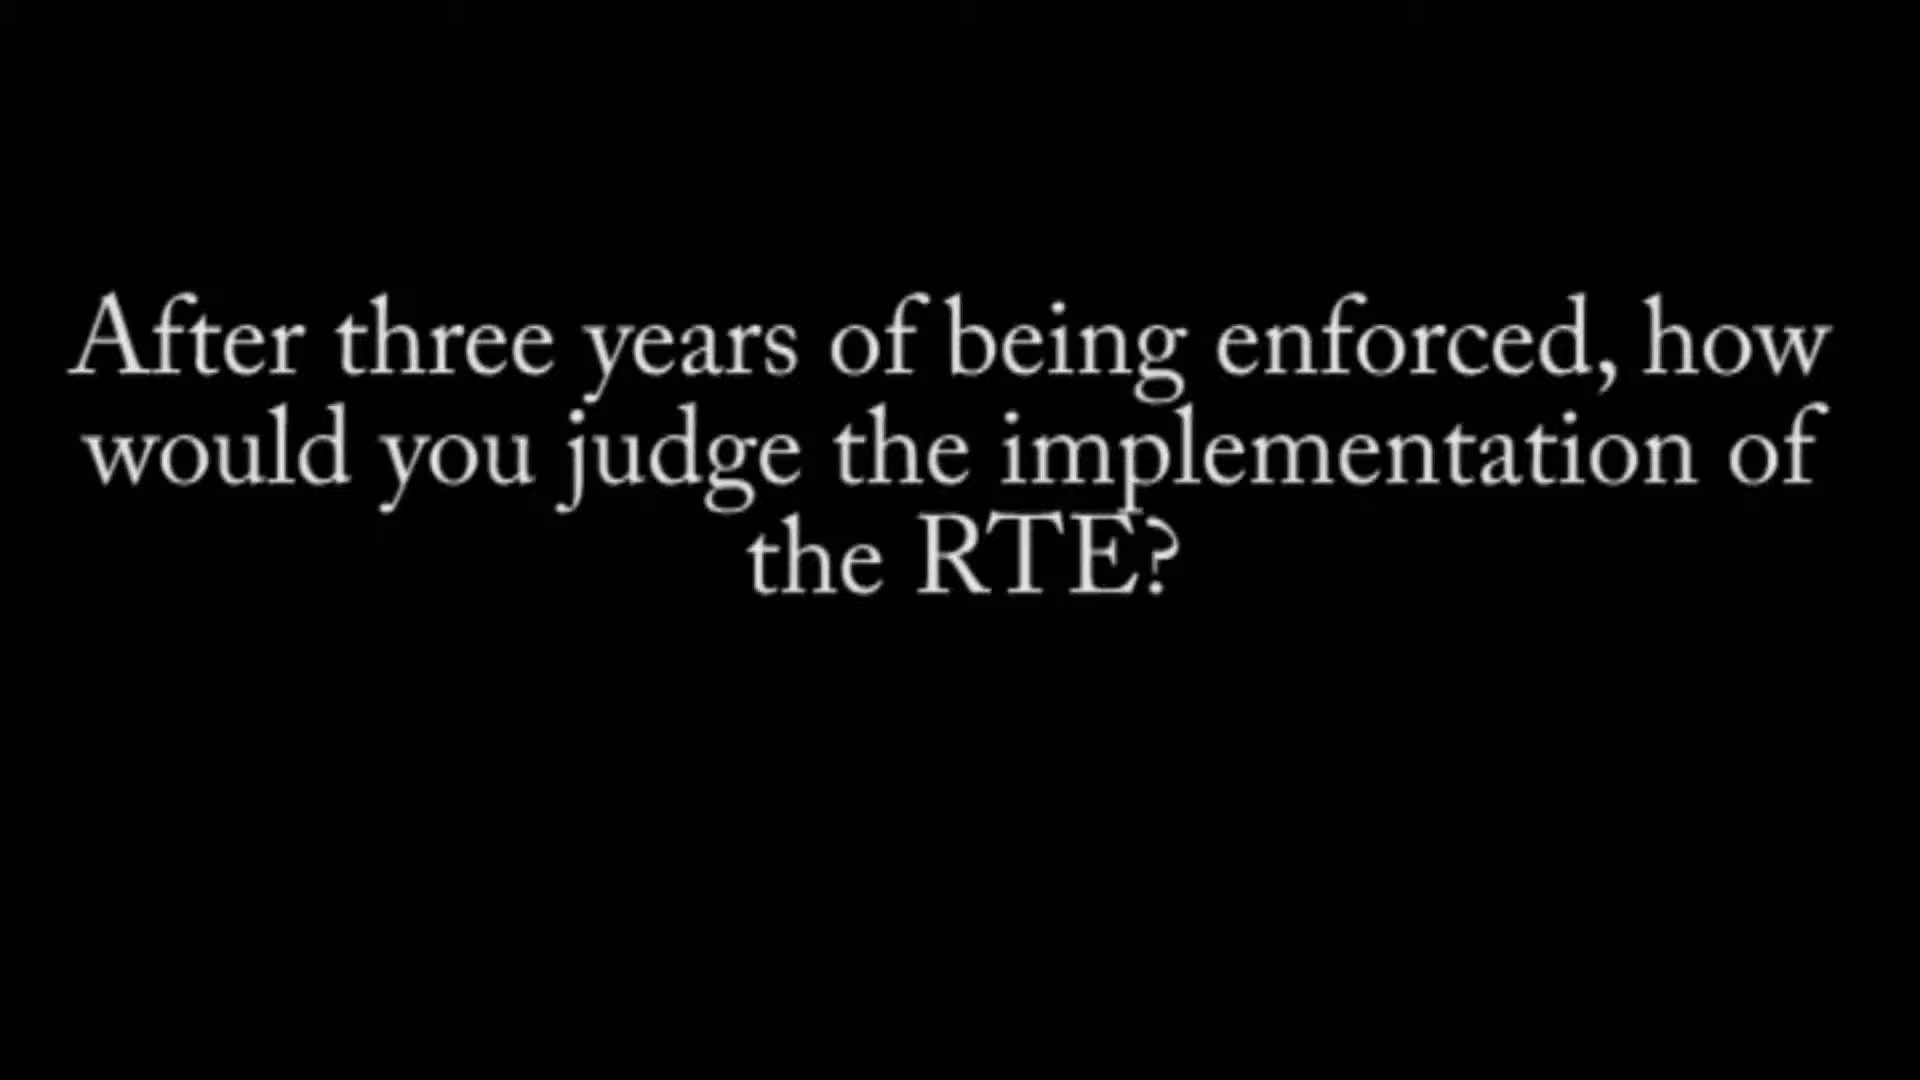 After three years of being enforced, how
would you judge the implementation of
the RTE?